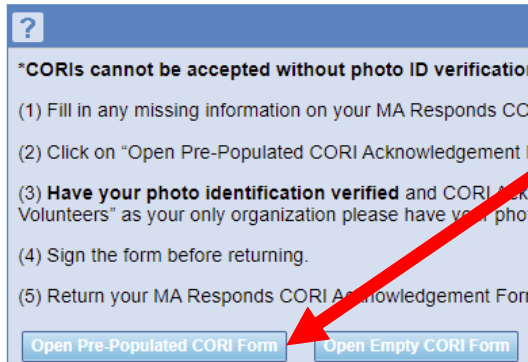 ?
*CORIs cannot be accepted without photo ID
(1) Fill in any missing information on your MA Responds
(2) Click on “Open Pre-Populated CORI Acknowledgement
(3) Have your photo identification verified and CORI
Volunteers” as your only organization please have your
(4) Sign the form before returning.
(5) Return your MA Responds CORI Acknowledgement
Open Pre-Populated CORI Form Open Empty CORI Form